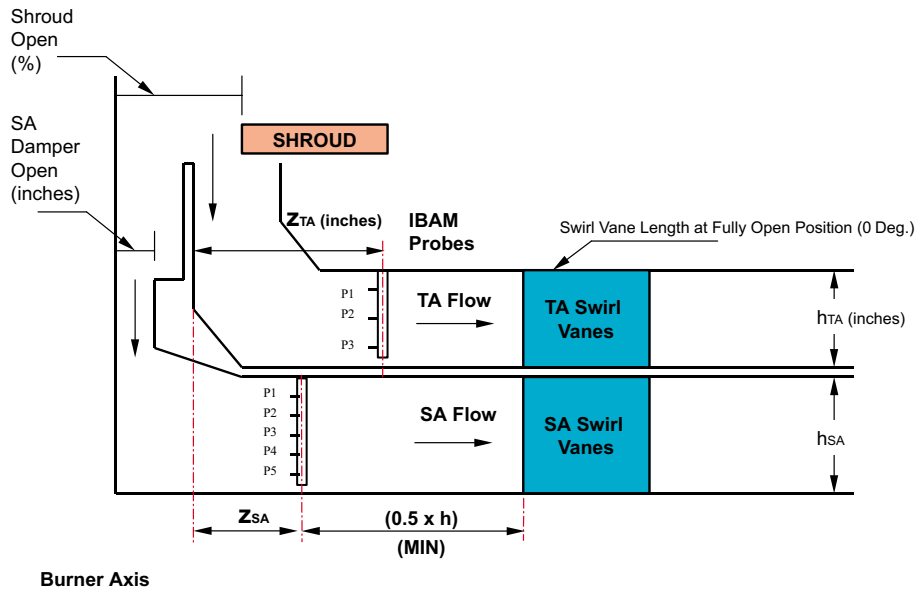 Shroud
Open
(%)
SA
Damper
Open
(inches)
SHROUD
ZTA (inches)
IBAM
Probes
Swirl Vane Length at Fully Open Position (0 Deg.)
P1
P2
P3
TA Flow
TA Swirl
Vanes
hTA (inches)
P1
P2
P3
P4
P5
SA Flow
SA Swirl
Vanes
hSA
ZSA
(0.5 x h)
(MIN)
Burner Axis